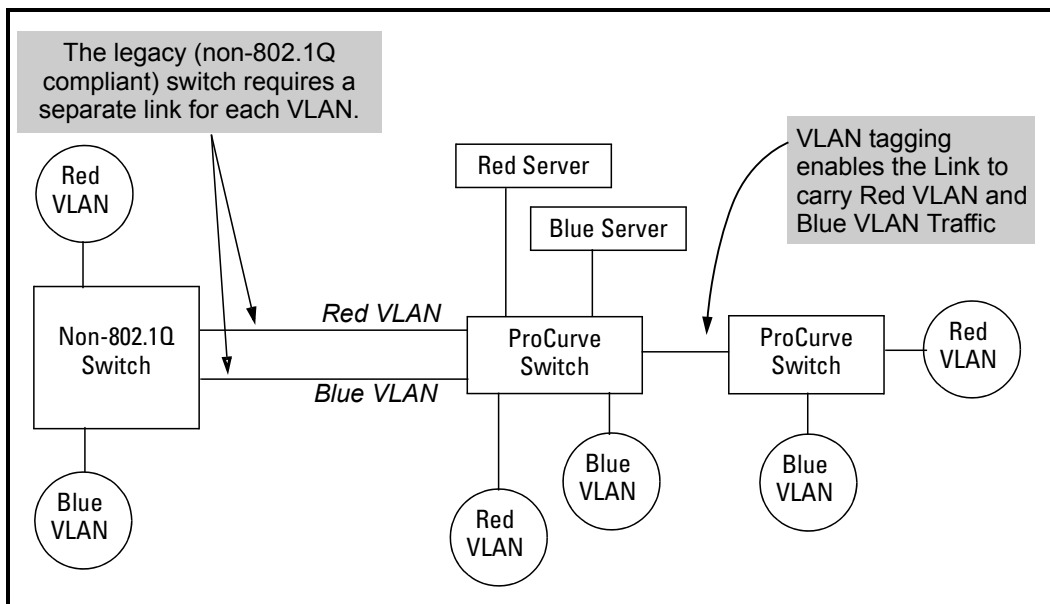 The legacy (non-802.1Q
compliant) switch requires a
separate link for each VLAN.
Red
VLAN
Red Server
Blue Server
VLAN tagging
enables the Link to
carry Red VLAN and
Blue VLAN Traffic
Non-802.1Q
Switch
Red VLAN
Blue VLAN
ProCurve
Switch
ProCurve
Switch
Red
VLAN
Blue
VLAN
Red
VLAN
Blue
VLAN
Blue
VLAN